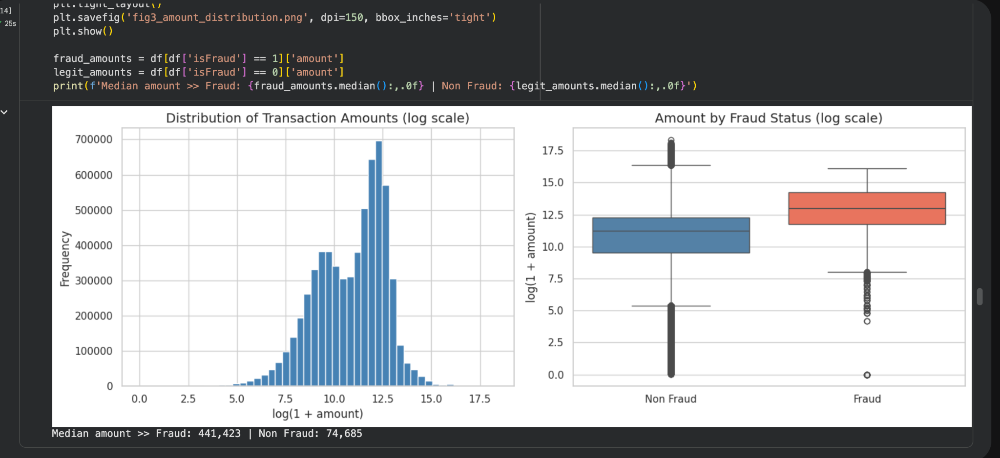 14]
25s
plt.tight_layout()
plt.savefig('fig3_amount_distribution.png', dpi=150, bbox_inches='tight')
plt.show()
fraud_amounts = df[df['isFraud'] == 1]['amount']
legit_amounts = df[df['isFraud'] == 0]['amount']
print(f'Median amount >> Fraud: {fraud_amounts.median():,.0f} | Non Fraud: {legit_amounts.median():,.0f}')
Distribution of Transaction Amounts (log scale)
700000
600000
500000
400000
300000
200000
100000
0
Frequency
0.0 2.5 5.0 7.5 10.0 12.5 15.0 17.5
log(1 + amount)
Amount by Fraud Status (log scale)
17.5
15.0
12.5
10.0
7.5
5.0
2.5
0.0
log(1 + amount)
Non Fraud Fraud
Median amount >> Fraud: 441,423 | Non Fraud: 74,685